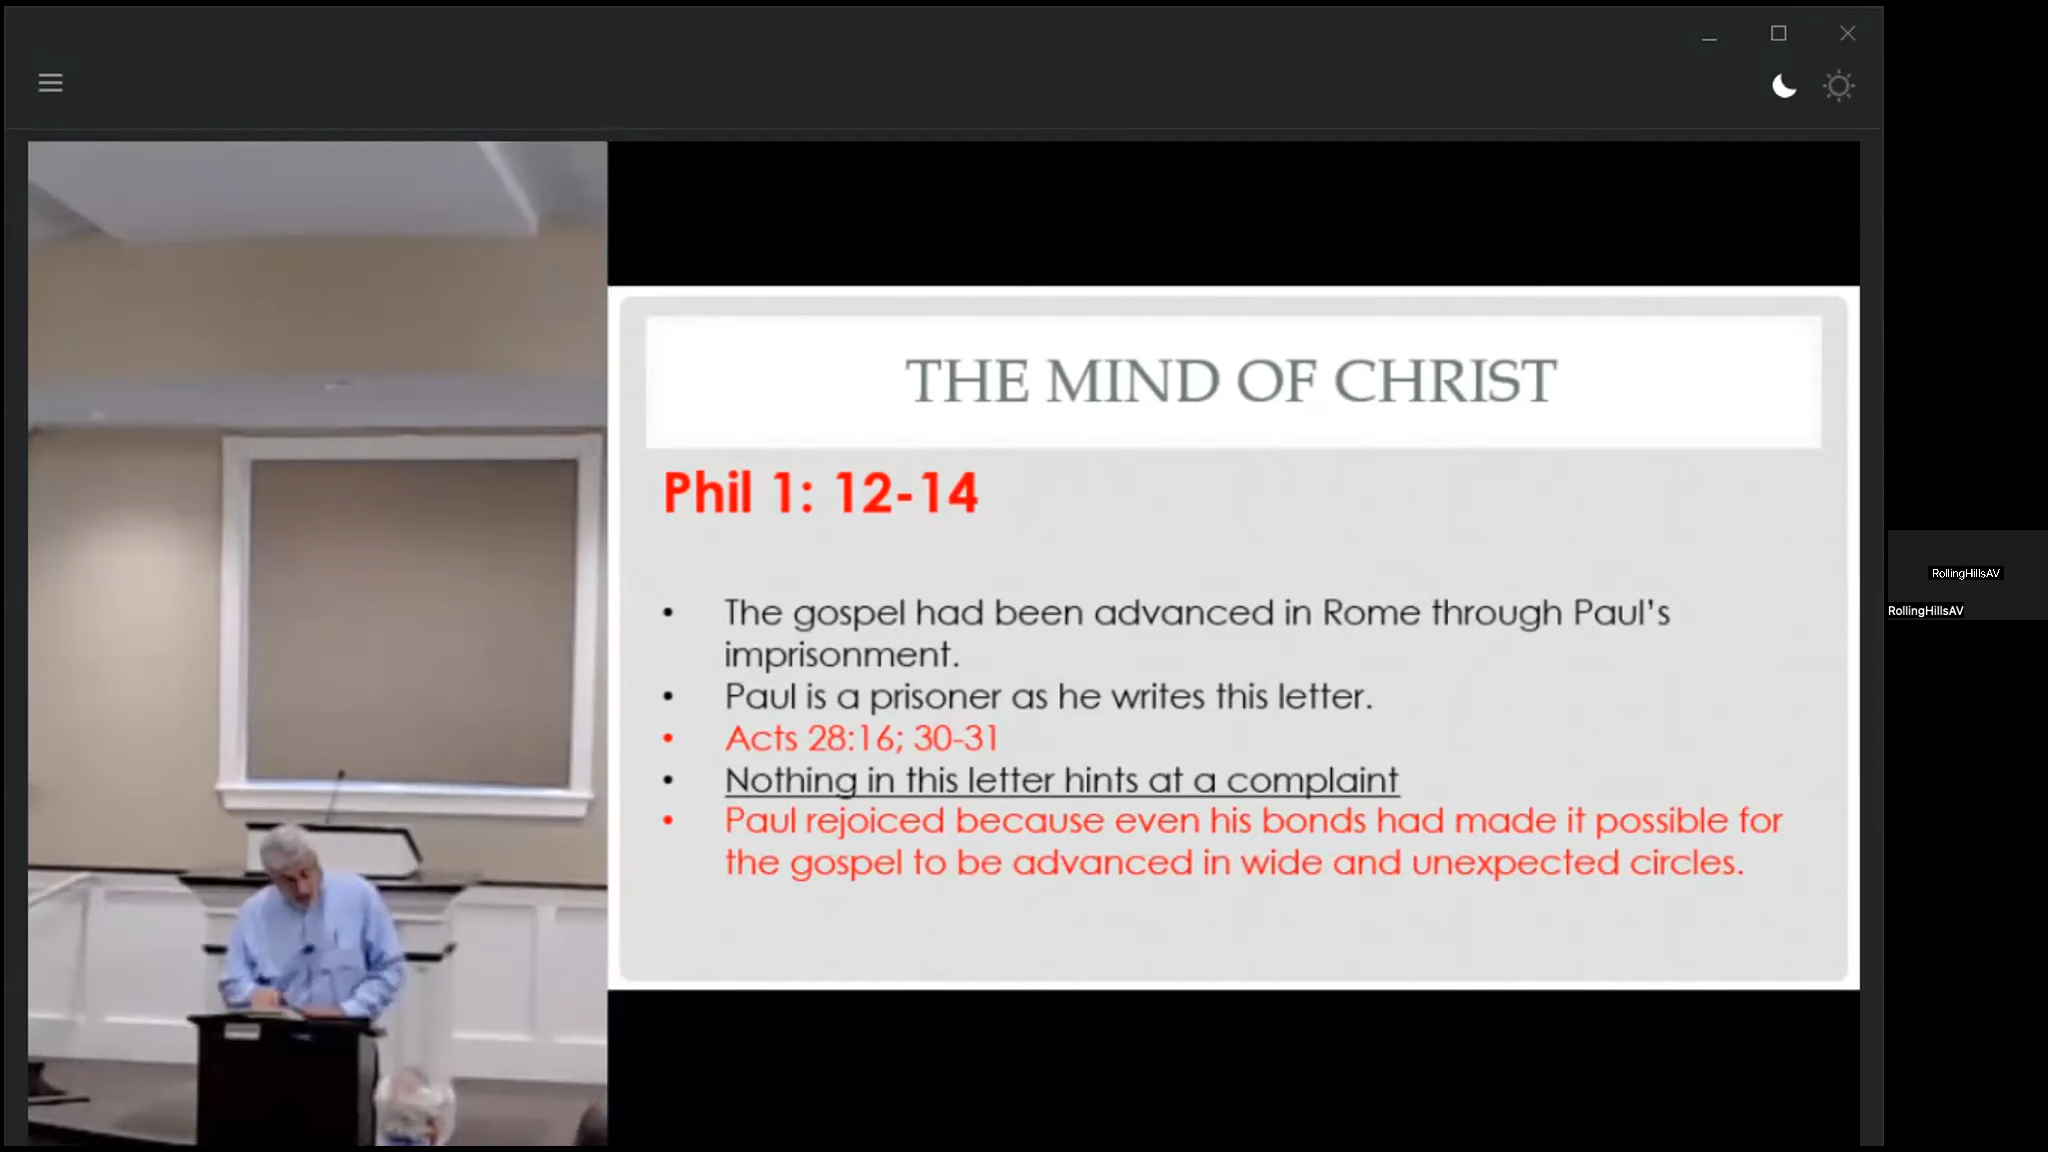 THE MIND OF CHRIST
Phil 1: 12-14
• The gospel had been advanced in Rome through Paul's
imprisonment.
• Paul is a prisoner as he writes this letter.
• Acts 28:16; 30-31
• Nothing in this letter hints at a complaint
• Paul rejoiced because even his bonds had made it possible for
the gospel to be advanced in wide and unexpected circles.
RollingHillsAV
RollingHillsAV